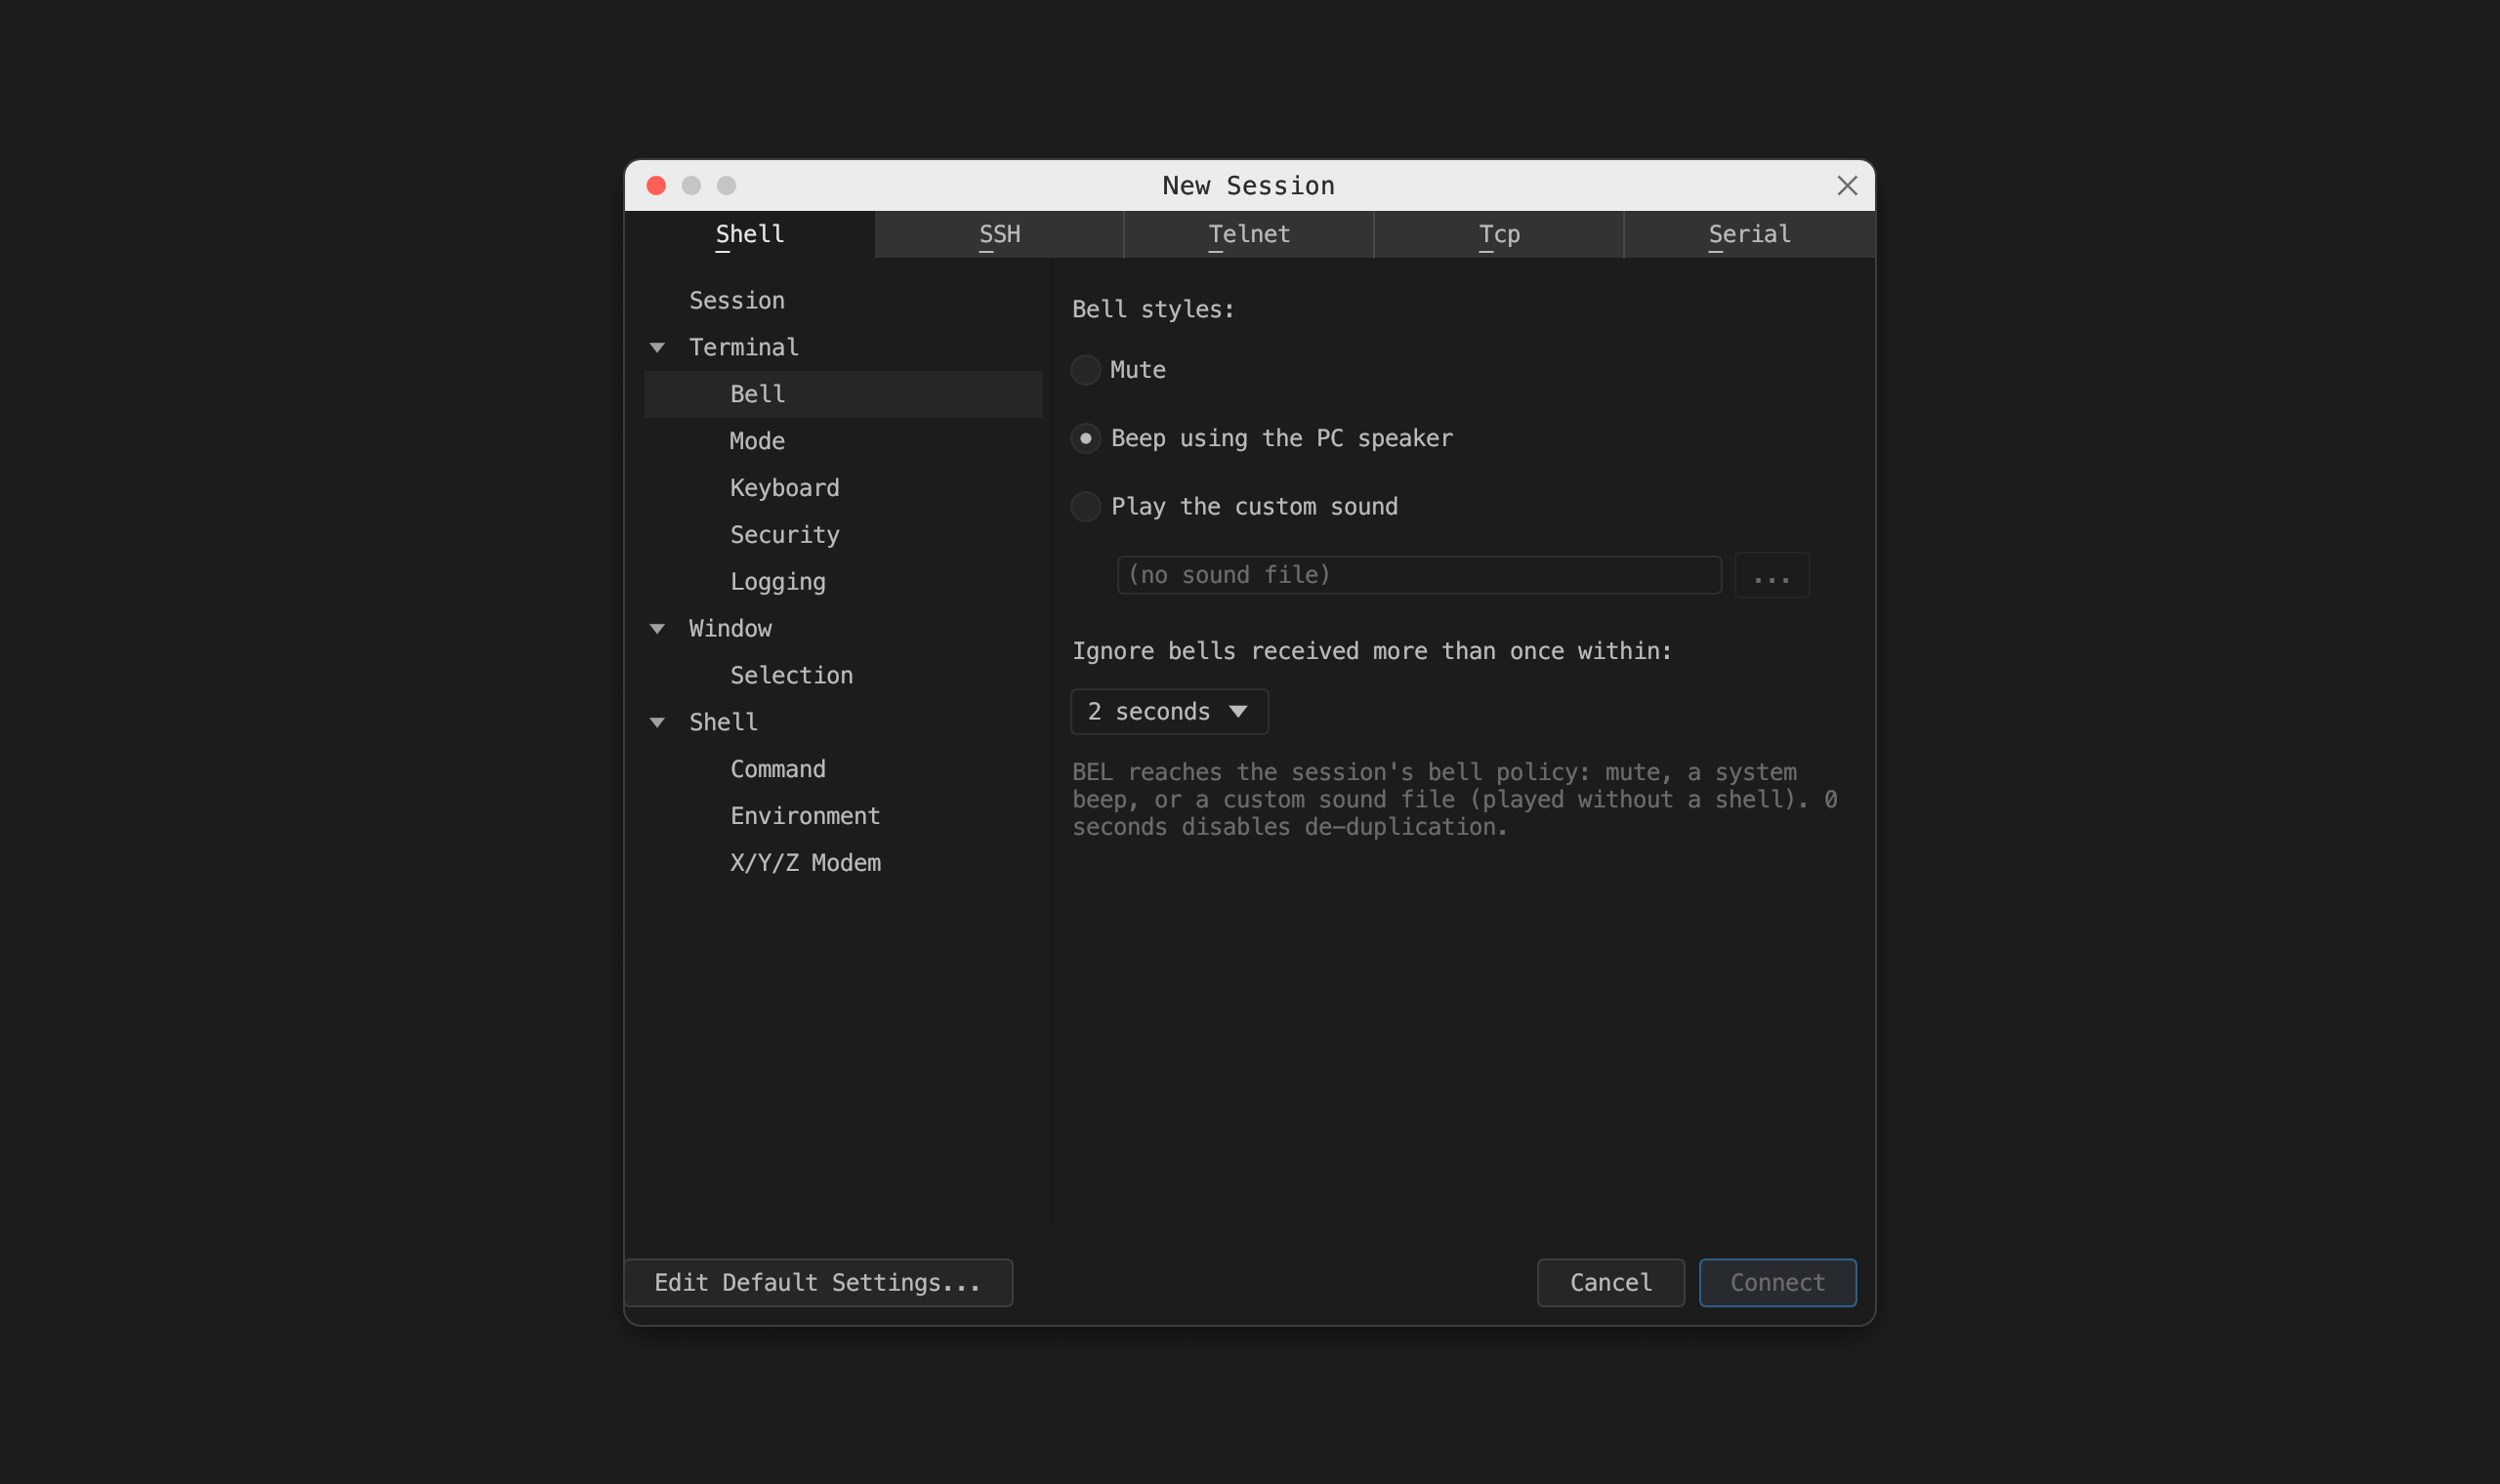 New Session
Shell SSH Telnet Tcp Serial
Session
Terminal
Bell
Mode
Keyboard
Security
Logging
Window
Selection
Shell
Command
Environment
X/Y/Z Modem
Bell styles:
Mute
Beep using the PC speaker
Play the custom sound
(no sound file) ...
Ignore bells received more than once within:
2 seconds
BEL reaches the session's bell policy: mute, a system
beep, or a custom sound file (played without a shell). 0
seconds disables de-duplication.
Edit Default Settings... Cancel Connect